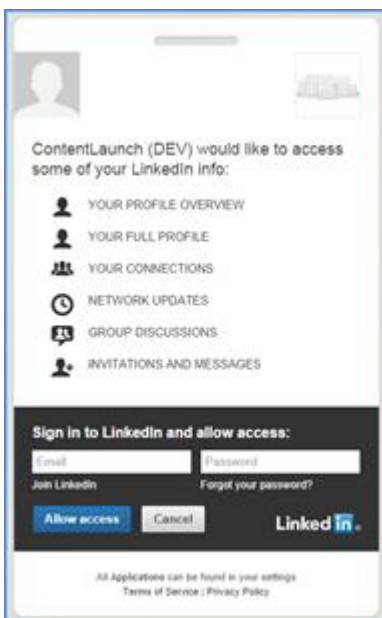 ContentLaunch (DEV) would like to access
some of your LinkedIn info:
YOUR PROFILE OVERVIEW
YOUR FULL PROFILE
YOUR CONNECTIONS
NETWORK UPDATES
GROUP DISCUSSIONS
INVITATIONS AND MESSAGES
Sign in to LinkedIn and allow access:
Email Password
Join LinkedIn Forgot your password?
Allow access Cancel LinkedIn
All Applications can be found in your settings
Terms of Service | Privacy Policy